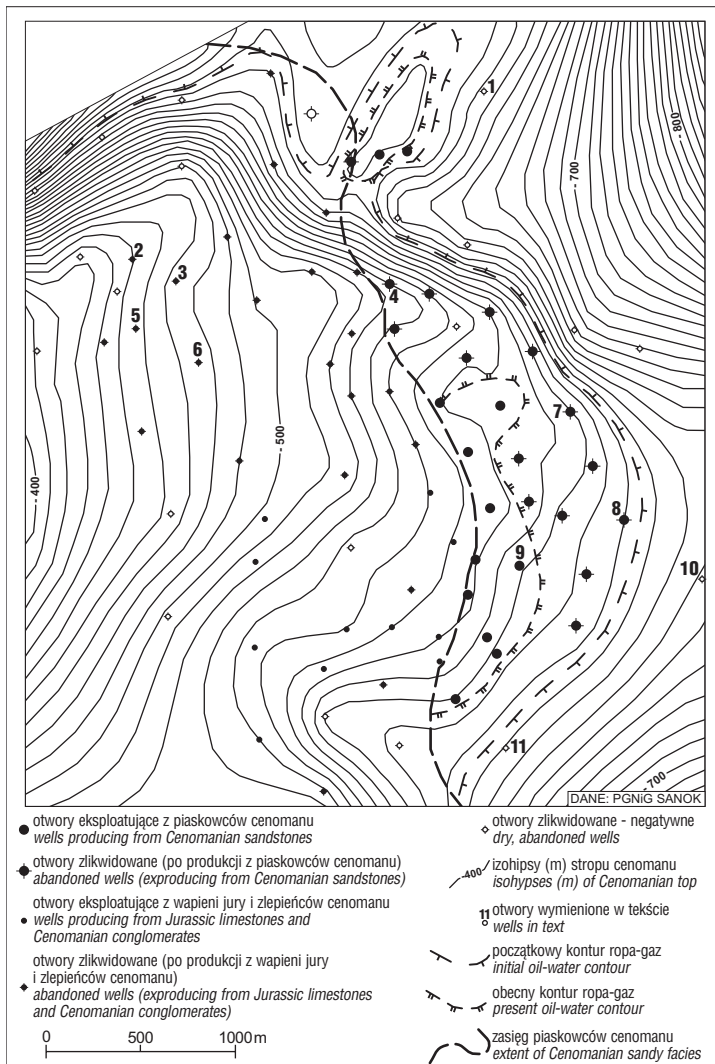 1
- 800
- 700
2
3
4
5
6
7
- 500
- 400
8
9
10
11
- 700
DANE: PGNiG SANOK
otwory eksploatujące z piaskowców cenomanu
wells producing from Cenomanian sandstones
otwory zlikwidowane (po produkcji z piaskowców cenomanu)
abandoned wells (exproducing from Cenomanian sandstones)
otwory eksploatujące z wapieni jury i zlepieńców cenomanu
wells producing from Jurassic limestones and
Cenomanian conglomerates
otwory zlikwidowane (po produkcji z wapieni jury
i zlepieńców cenomanu)
abandoned wells (exproducing from Jurassic limestones
and Cenomanian conglomerates)
0 500 1000 m
otwory zlikwidowane - negatywne
dry, abandoned wells
-400
izohipsy (m) stropu cenomanu
isohypses (m) of Cenomanian top
11
otwory wymienione w tekście
wells in text
początkowy kontur ropa-gaz
initial oil-water contour
obecny kontur ropa-gaz
present oil-water contour
zasięg piaskowców cenomanu
extent of Cenomanian sandy facies